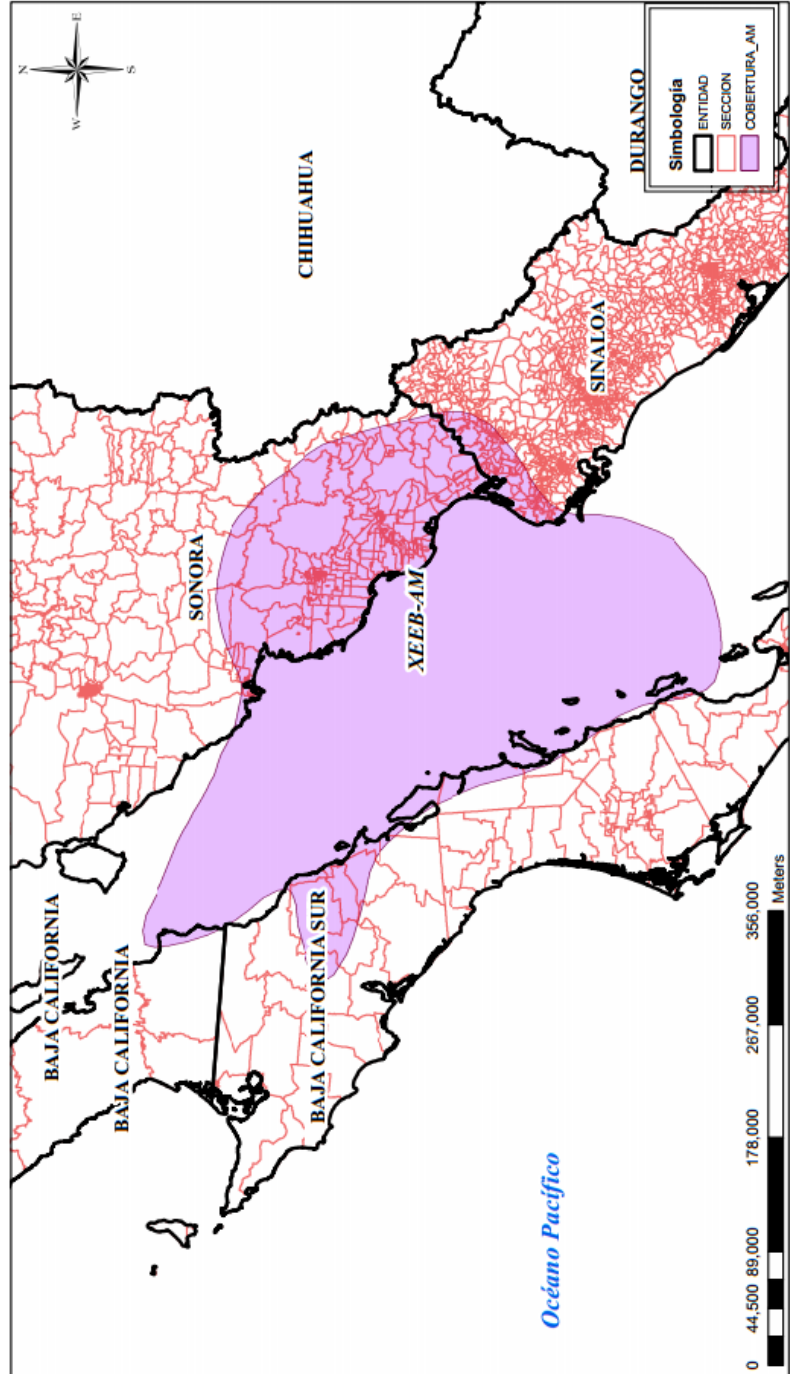 N
W
E
S
BAJA CALIFORNIA
BAJA CALIFORNIA
SONORA
CHIHUAHUA
XEEB-AM
BAJA CALIFORNIA SUR
SINALOA
DURANGO
Océano Pacífico
Simbología
ENTIDAD
SECCION
COBERTURA_AM
0 44,500 89,000 178,000 267,000 356,000
Meters